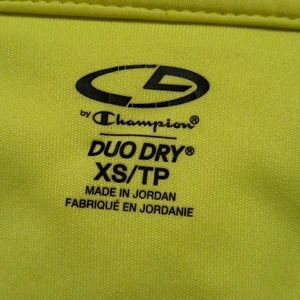 by Champion®
DUO DRY®
XS/TP
MADE IN JORDAN
FABRIQUÉ EN JORDANIE